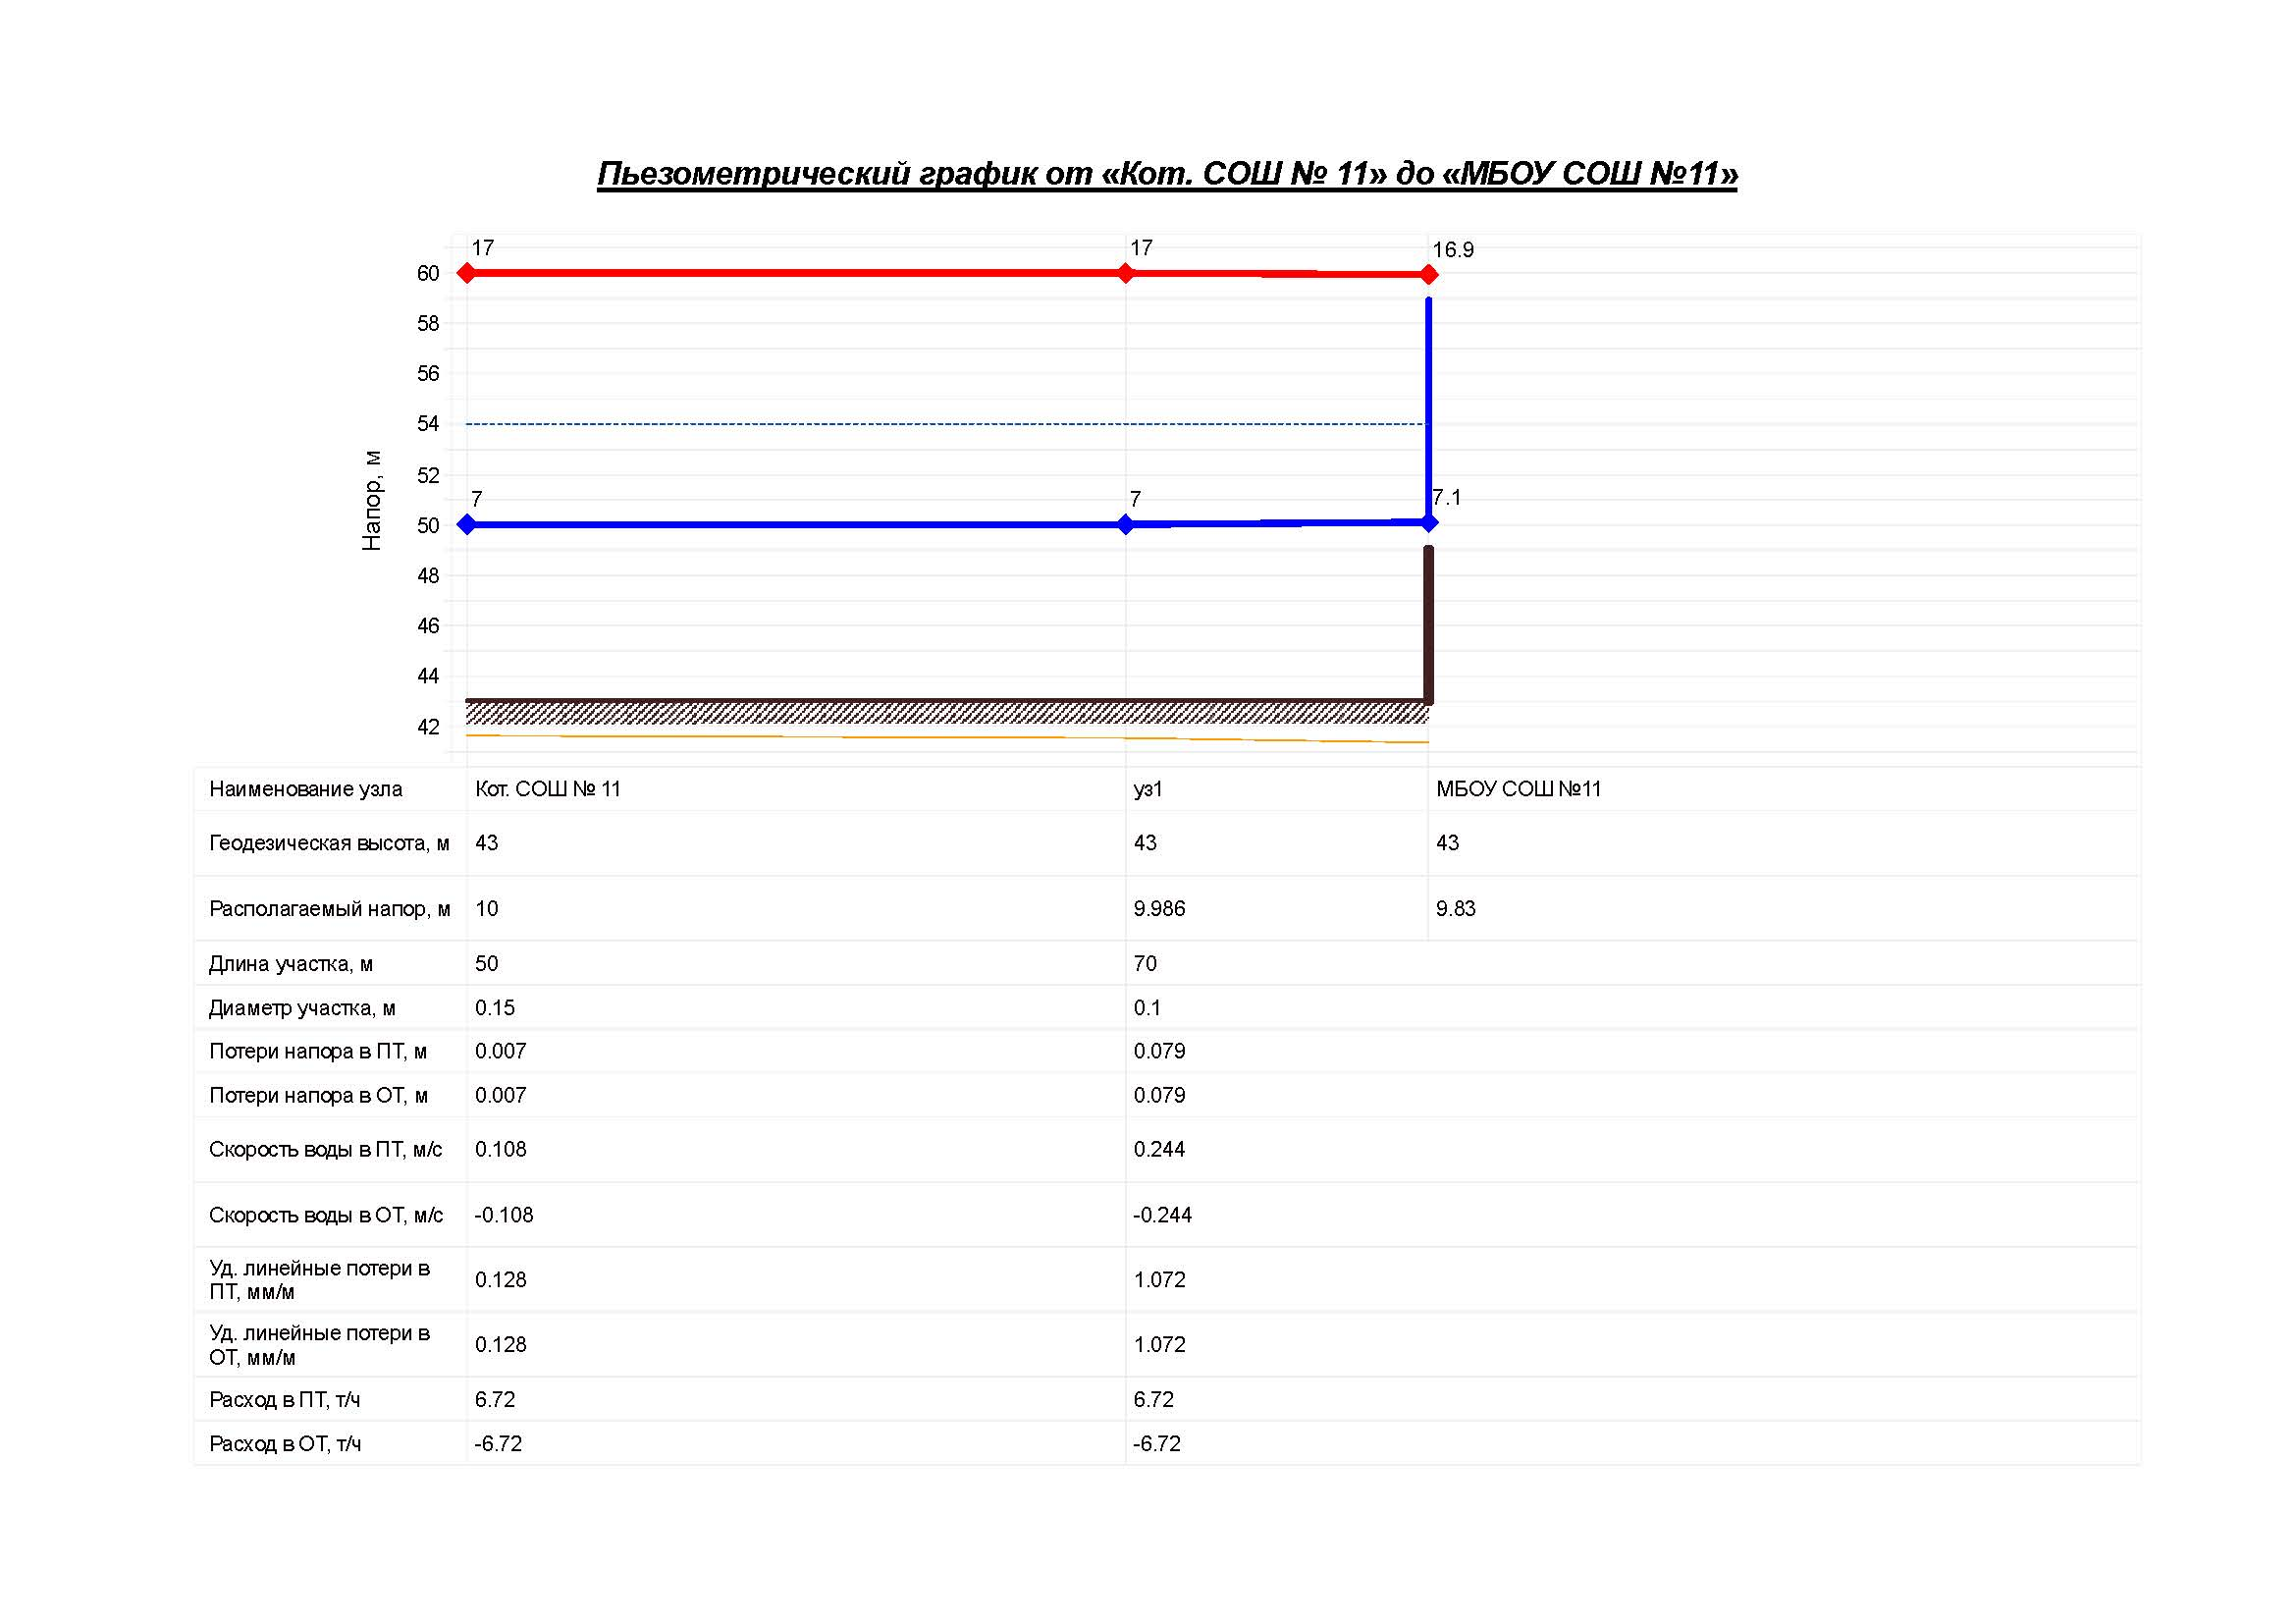 Пьезометрический график от «Кот. СОШ № 11» до «МБОУ СОШ №11»
17 17 16.9
60
58
56
54
52
7 7 7.1
50
48
46
44
42
Напор, м
Наименование узла Кот. СОШ № 11 уз1 МБОУ СОШ №11
Геодезическая высота, м 43 43 43
Располагаемый напор, м 10 9.986 9.83
Длина участка, м 50 70
Диаметр участка, м 0.15 0.1
Потери напора в ПТ, м 0.007 0.079
Потери напора в ОТ, м 0.007 0.079
Скорость воды в ПТ, м/с 0.108 0.244
Скорость воды в ОТ, м/с -0.108 -0.244
Уд. линейные потери в
ПТ, мм/м 0.128 1.072
Уд. линейные потери в
ОТ, мм/м 0.128 1.072
Расход в ПТ, т/ч 6.72 6.72
Расход в ОТ, т/ч -6.72 -6.72